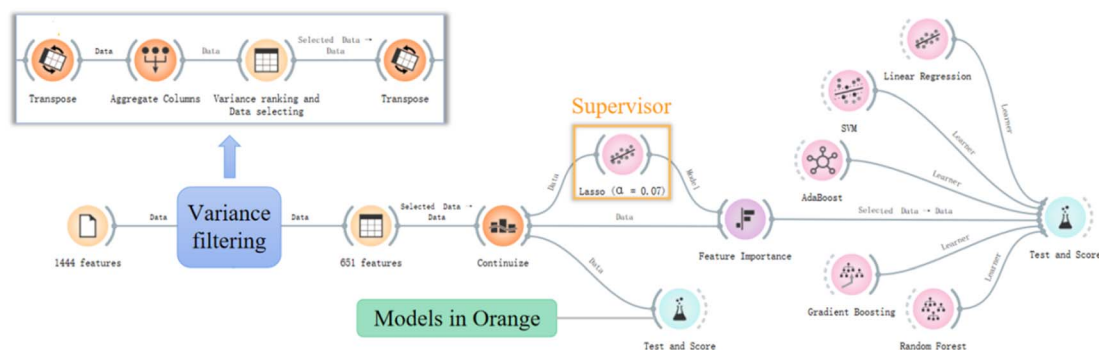 Data
Data
Selected Data → Data
Transpose
Aggregate Columns
Variance ranking and
Data selecting
Transpose
Linear Regression
Learner
Supervisor
SVM
Learner
Lasso (α = 0.07)
Data
Model
AdaBoost
Learner
Variance
filtering
Data
Data
Selected Data → Data
Data
Selected Data → Data
1444 features
651 features
Continuize
Feature Importance
Test and Score
Data
Learner
Gradient Boosting
Learner
Random Forest
Models in Orange
Test and Score